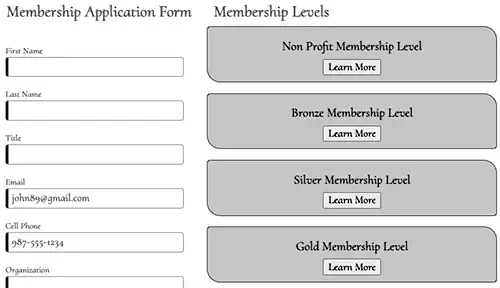 Membership Application Form
First Name
Last Name
Title
Email
john89@gmail.com
Cell Phone
987-555-1234
Organization
Membership Levels
Non Profit Membership Level
Learn More
Bronze Membership Level
Learn More
Silver Membership Level
Learn More
Gold Membership Level
Learn More